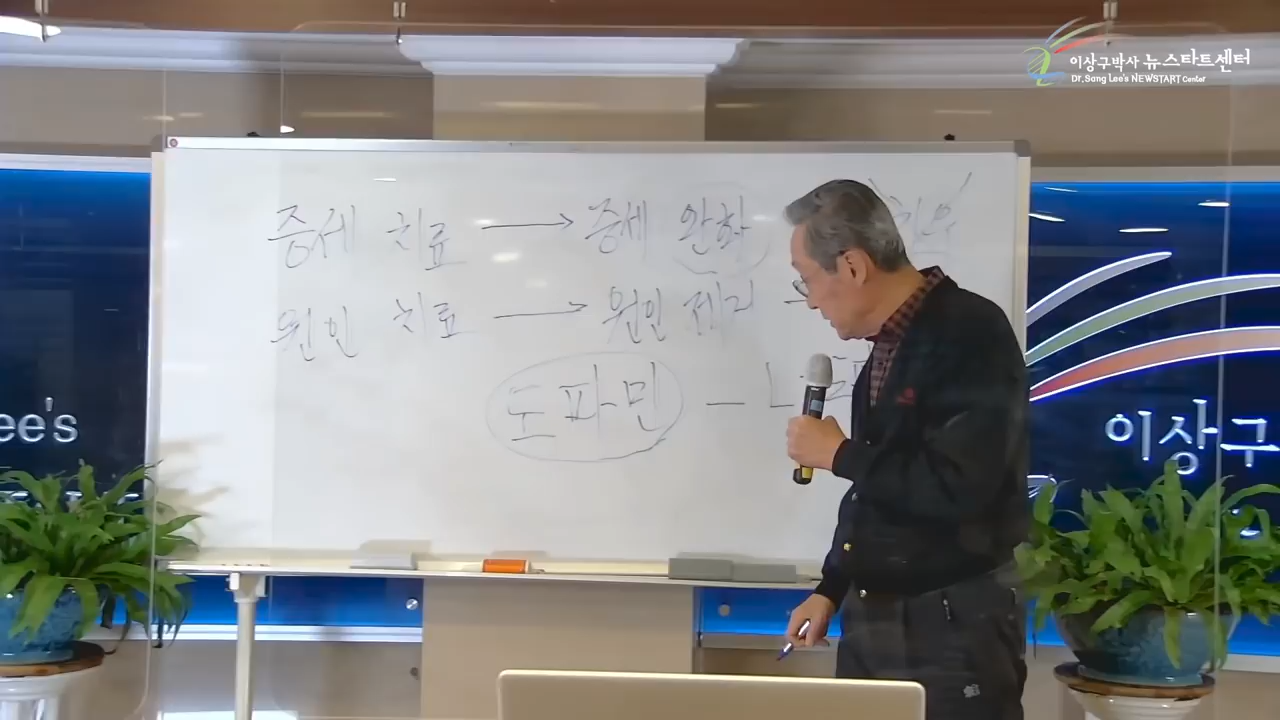 이상구박사 뉴스타트센터
Dr. Sang Lee's NEWSTART Center
증세 치료 → 증세 완화 치유
원인 치료 → 원인 제거 –
도파민 –
ee's
이상구